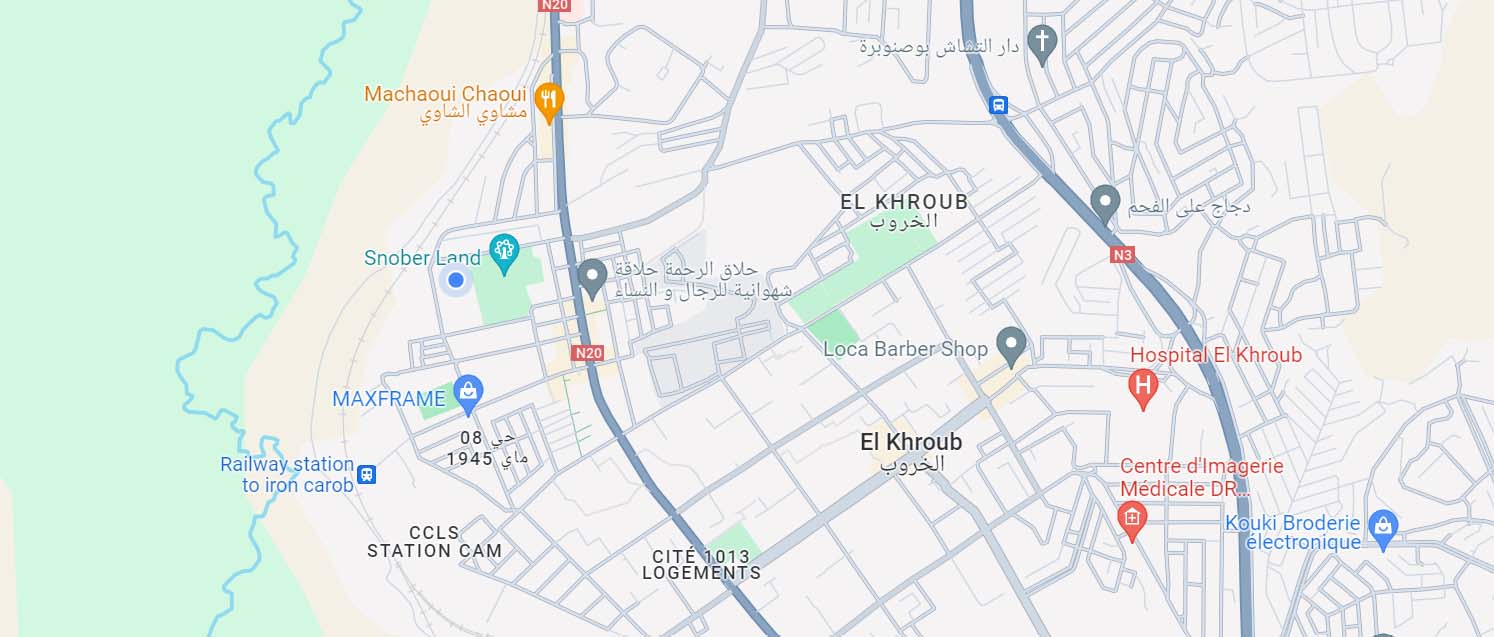 N20
دار التشاش بوصنوبرة
Machaoui Chaoui
مشاوي الشاوي
EL KHROUB
الخروب
دجاج على الفحم
N3
Snober Land
حلاق الرحمة حلاقة
شهوانية للرجال و النساء
N20
Loca Barber Shop
Hospital El Khroub
H
MAXFRAME
حي 08
ماي 1945
El Khroub
الخروب
Railway station
to iron carob
Centre d'Imagerie
Médicale DR...
Kouki Broderie
électronique
CCLS
STATION CAM
CITÉ 1013
LOGEMENTS